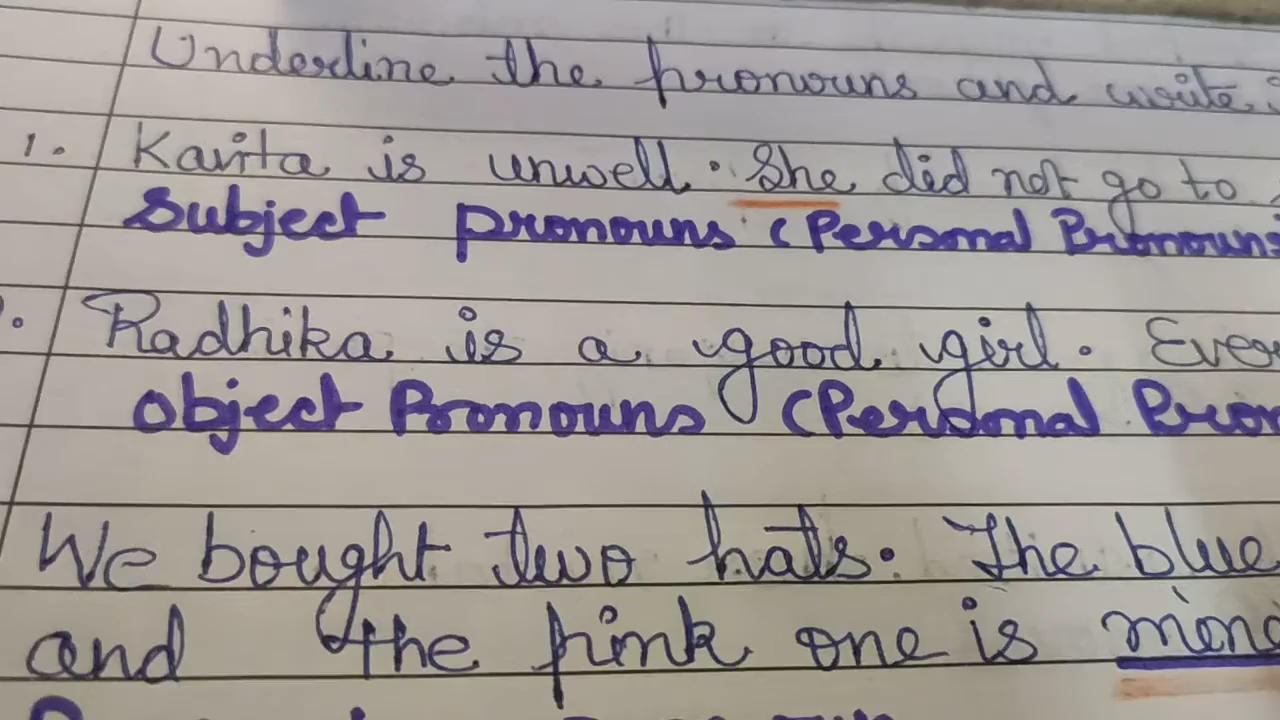 Underline the pronouns and write
1. Kavita is unwell. She did not go to
Subject pronouns (Personal Pronouns
Radhika is a good girl. Ever
object Pronouns (Personal Pron
We bought two hats. The blue
and the pink one is mine